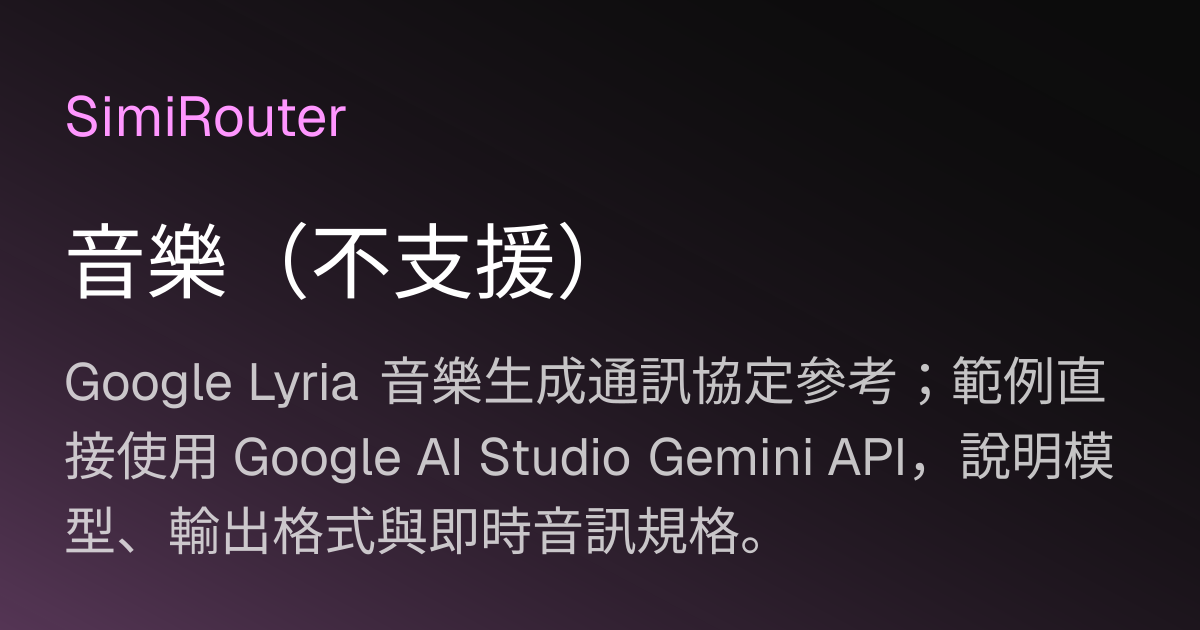 SimiRouter
音樂（不支援）
Google Lyria 音樂生成通訊協定參考；範例直
接使用 Google AI Studio Gemini API，說明模
型、輸出格式與即時音訊規格。